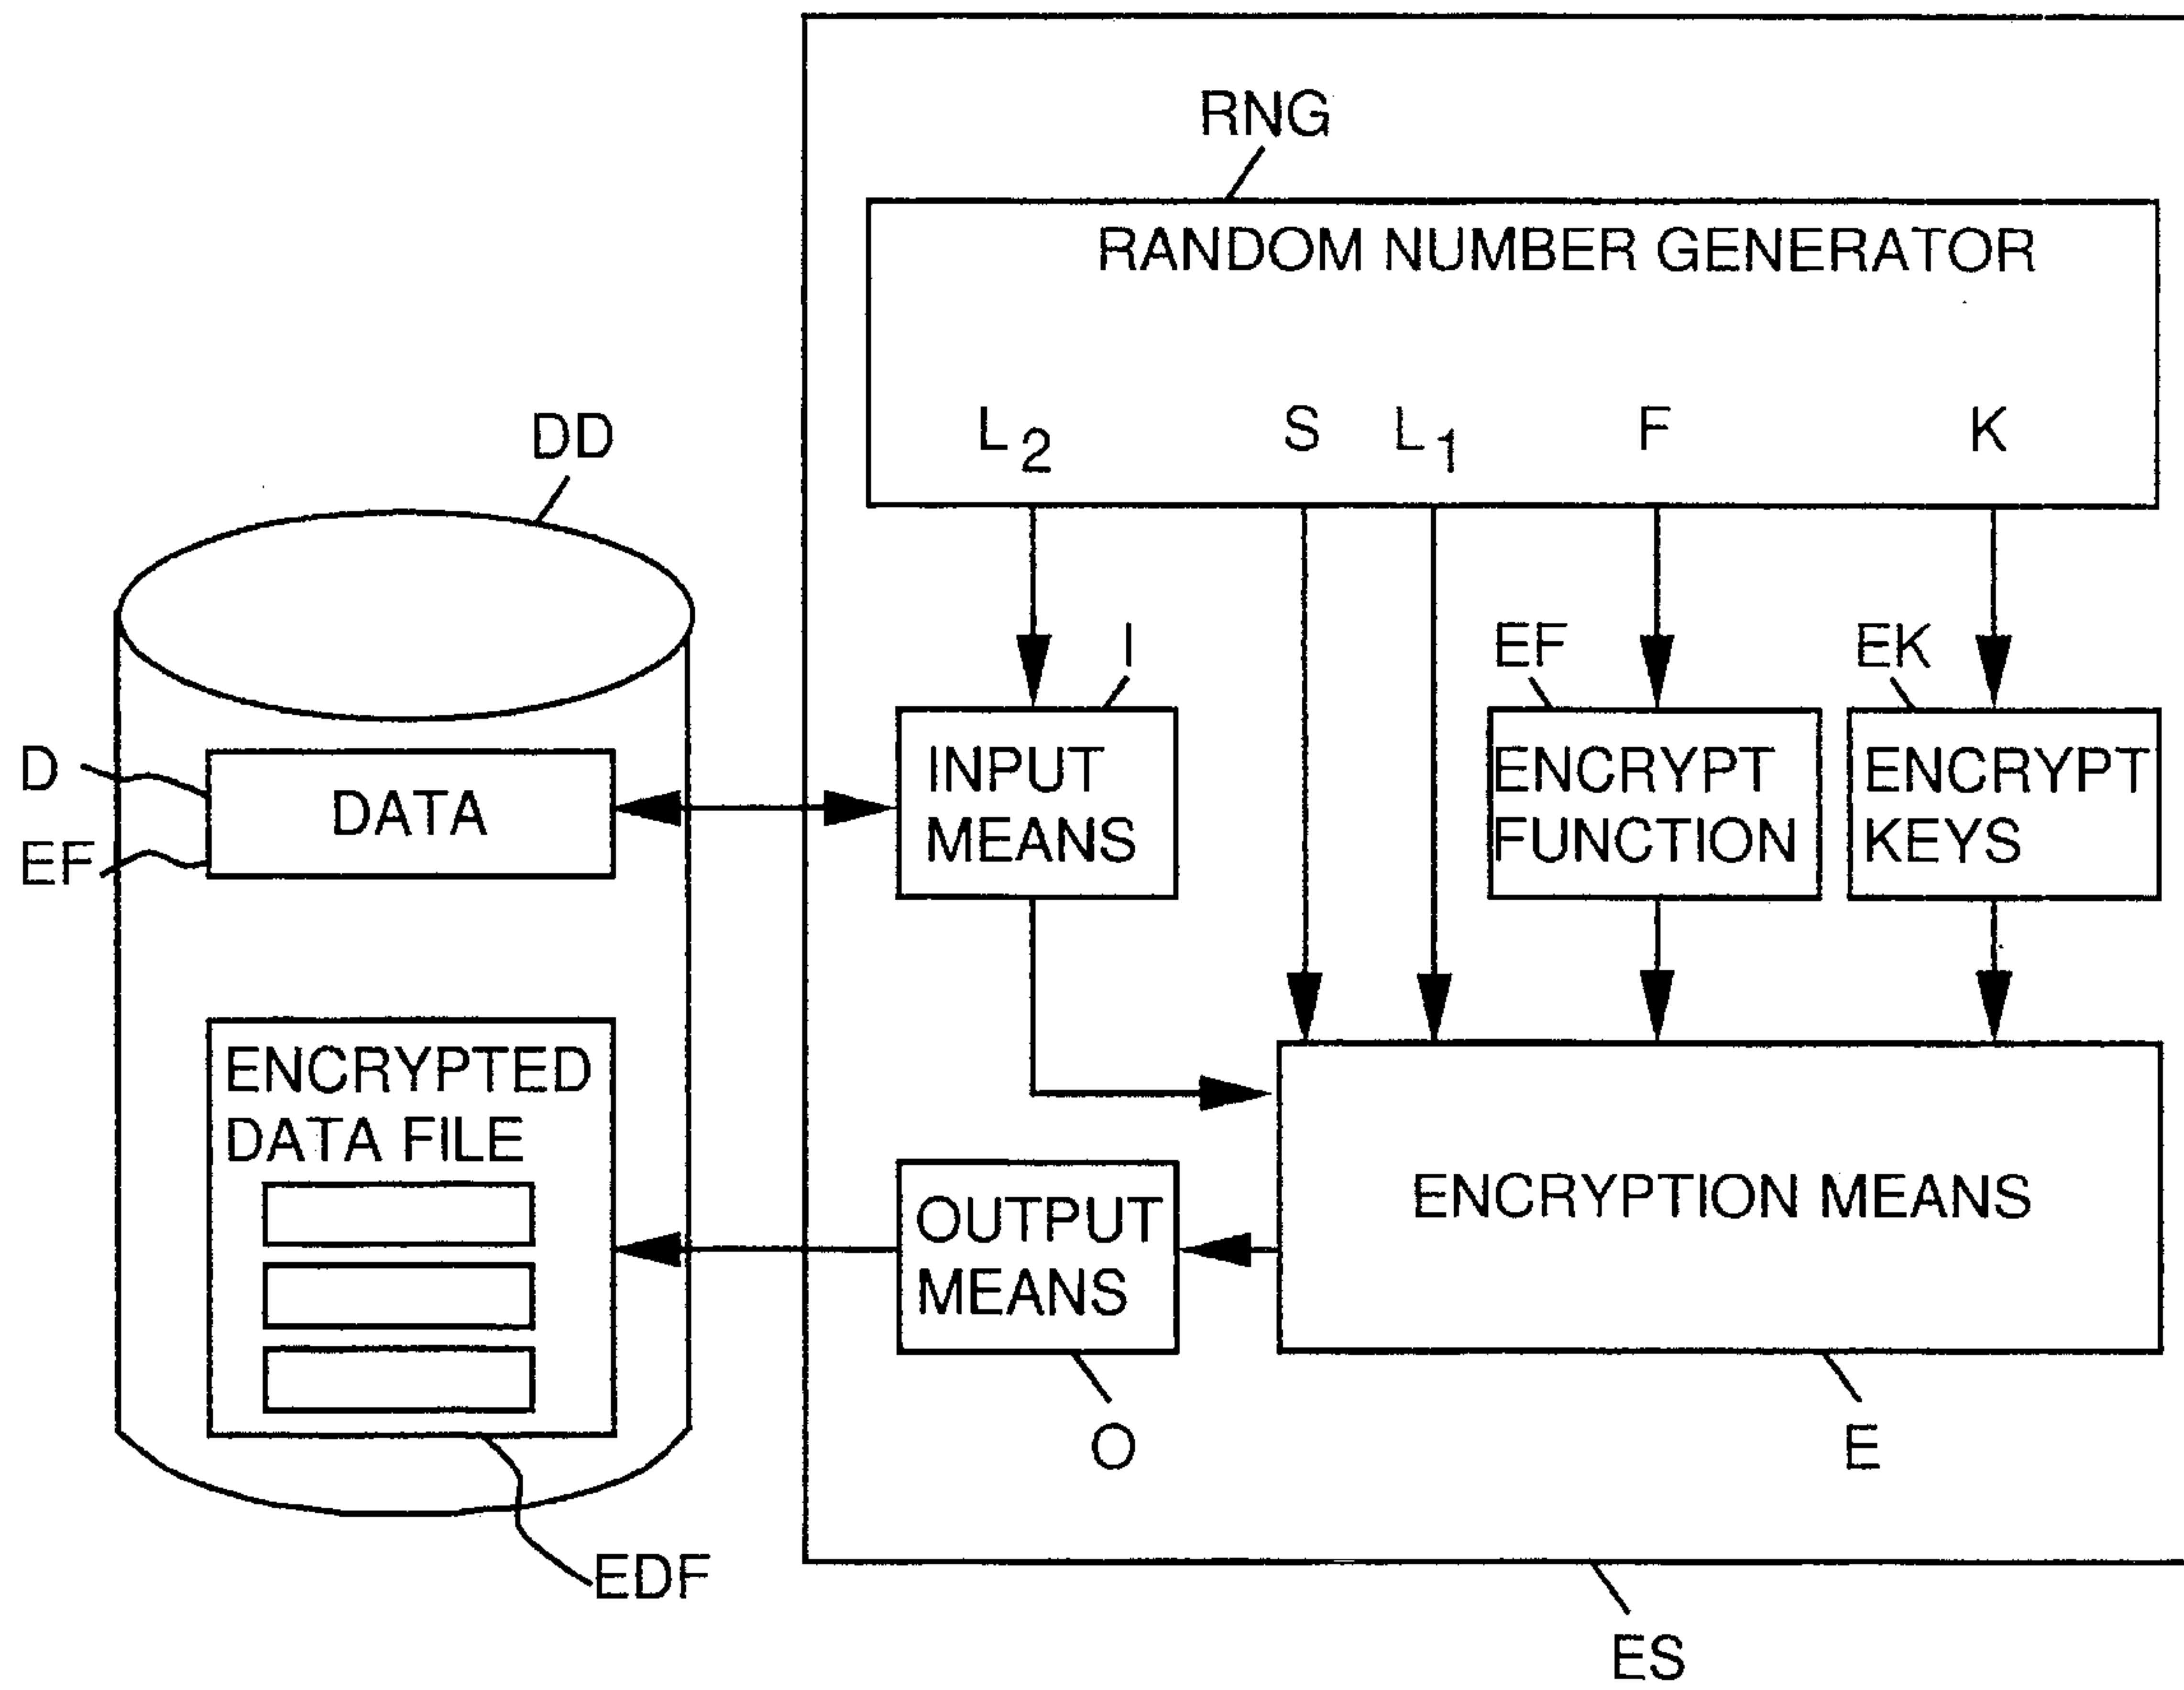 RNG
RANDOM NUMBER GENERATOR
L2 S L1 F K
DD
I
EF
EK
D
DATA
EF
INPUT
MEANS
ENCRYPT
FUNCTION
ENCRYPT
KEYS
ENCRYPTED
DATA FILE
OUTPUT
MEANS
ENCRYPTION MEANS
O
E
EDF
ES